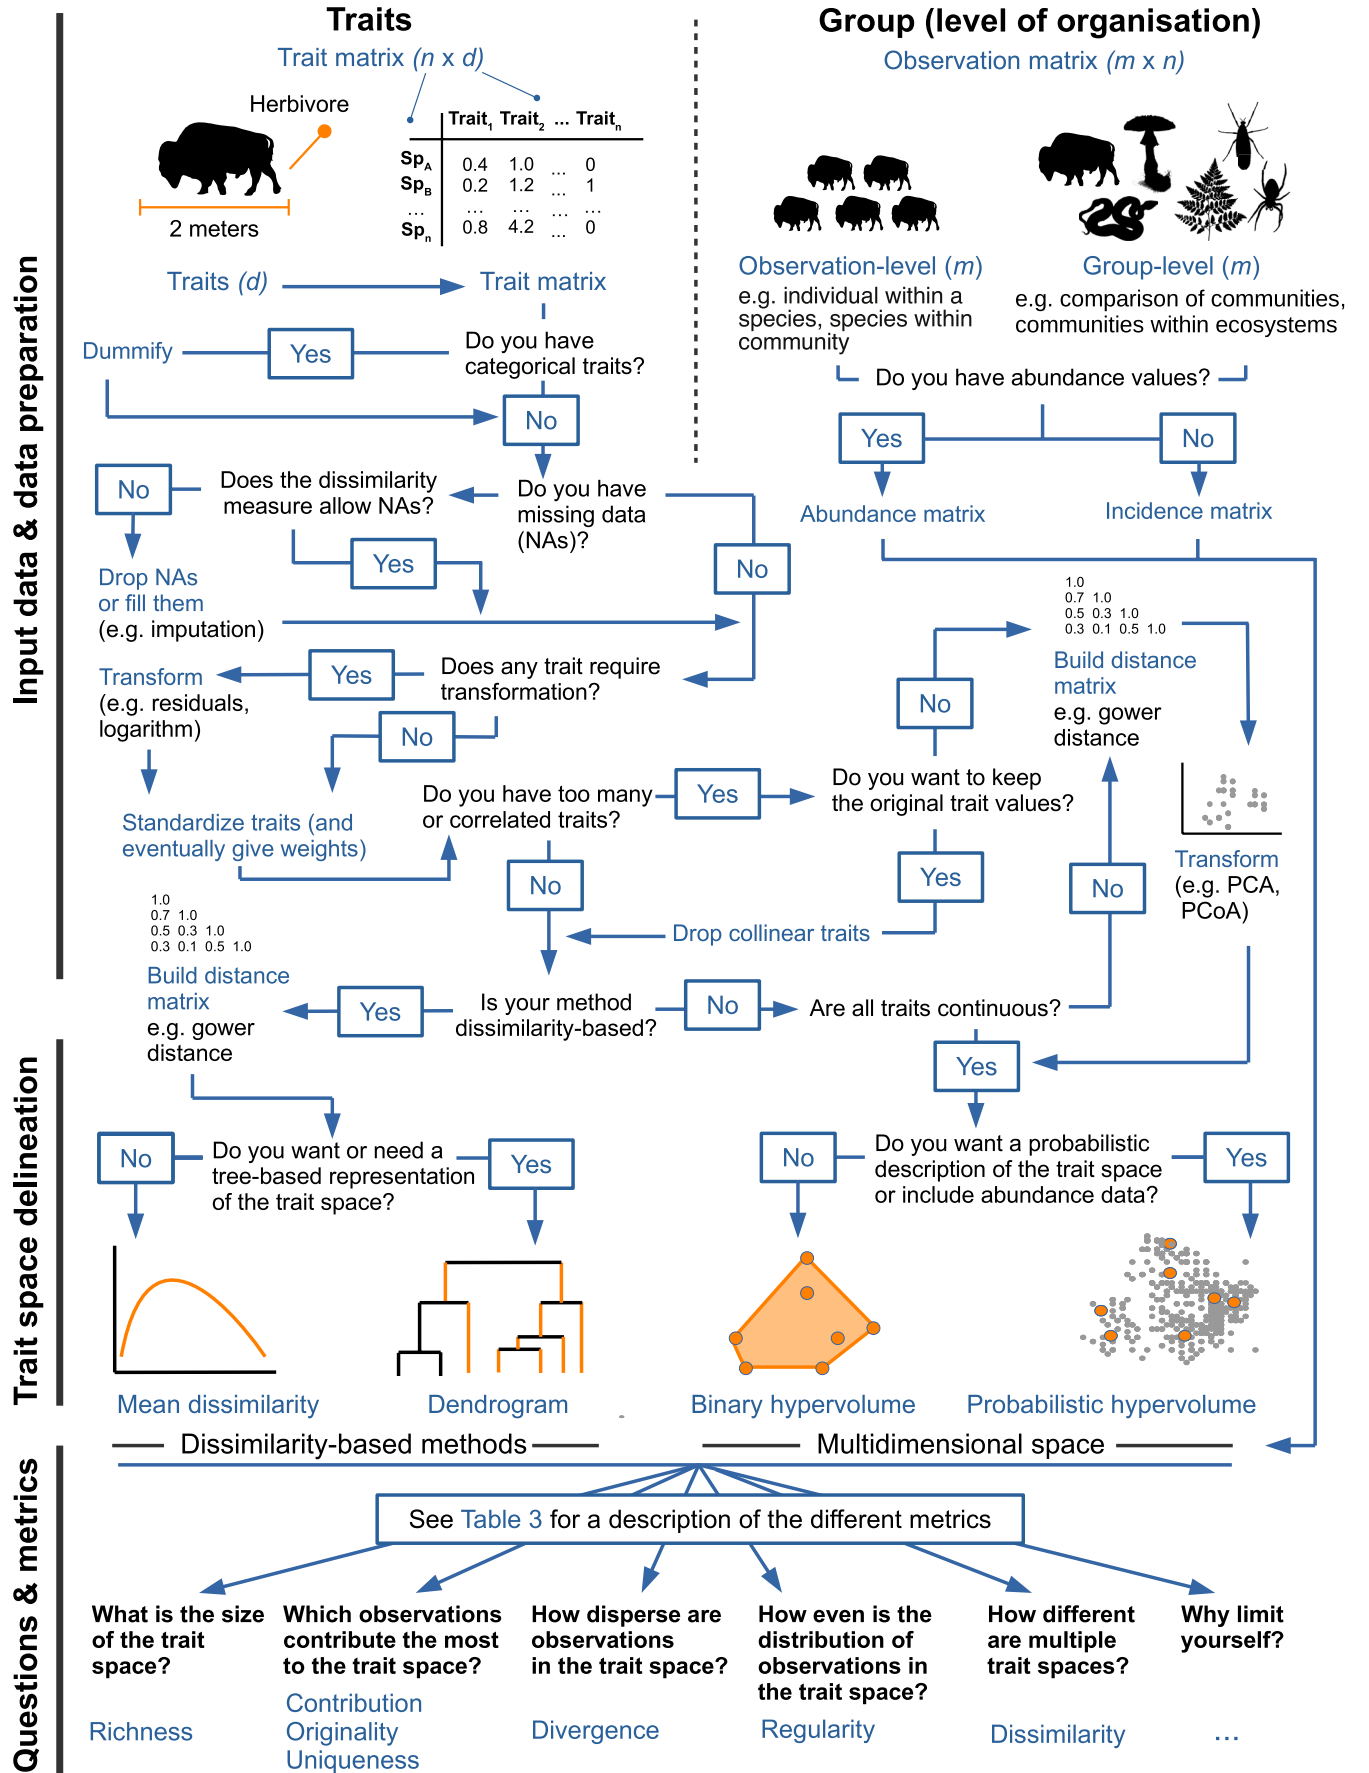 Traits
Group (level of organisation)
Trait matrix (n x d)
Observation matrix (m x n)
Herbivore
2 meters
Trait1 Trait2 ... Traitn
SpA 0.4 1.0 ... 0
SpB 0.2 1.2 ... 1
... ... ... ...
Spn 0.8 4.2 ... 0
Observation-level (m)
e.g. individual within a
species, species within
community
Group-level (m)
e.g. comparison of communities,
communities within ecosystems
Input data & data preparation
Traits (d)
Trait matrix
Dummify
Yes
Do you have
categorical traits?
No
Do you have abundance values?
Yes
No
Abundance matrix
Incidence matrix
No
Does the dissimilarity
measure allow NAs?
Do you have
missing data
(NAs)?
Yes
No
Drop NAs
or fill them
(e.g. imputation)
Transform
(e.g. residuals,
logarithm)
Yes
Does any trait require
transformation?
No
1.0
0.7 1.0
0.5 0.3 1.0
0.3 0.1 0.5 1.0
Build distance
matrix
e.g. gower
distance
No
Standardize traits (and
eventually give weights)
Do you have too many
or correlated traits?
Yes
Do you want to keep
the original trait values?
No
Yes
No
Transform
(e.g. PCA,
PCoA)
Drop collinear traits
1.0
0.7 1.0
0.5 0.3 1.0
0.3 0.1 0.5 1.0
Build distance
matrix
e.g. gower
distance
Yes
Is your method
dissimilarity-based?
No
Are all traits continuous?
Yes
Trait space delineation
No
Do you want or need a
tree-based representation
of the trait space?
Yes
No
Do you want a probabilistic
description of the trait space
or include abundance data?
Yes
Mean dissimilarity
Dendrogram
Binary hypervolume
Probabilistic hypervolume
Dissimilarity-based methods
Multidimensional space
Questions & metrics
See Table 3 for a description of the different metrics
What is the size
of the trait
space?
Richness
Which observations
contribute the most
to the trait space?
Contribution
Originality
Uniqueness
How disperse are
observations
in the trait space?
Divergence
How even is the
distribution of
observations in
the trait space?
Regularity
How different
are multiple
trait spaces?
Dissimilarity
Why limit
yourself?
...